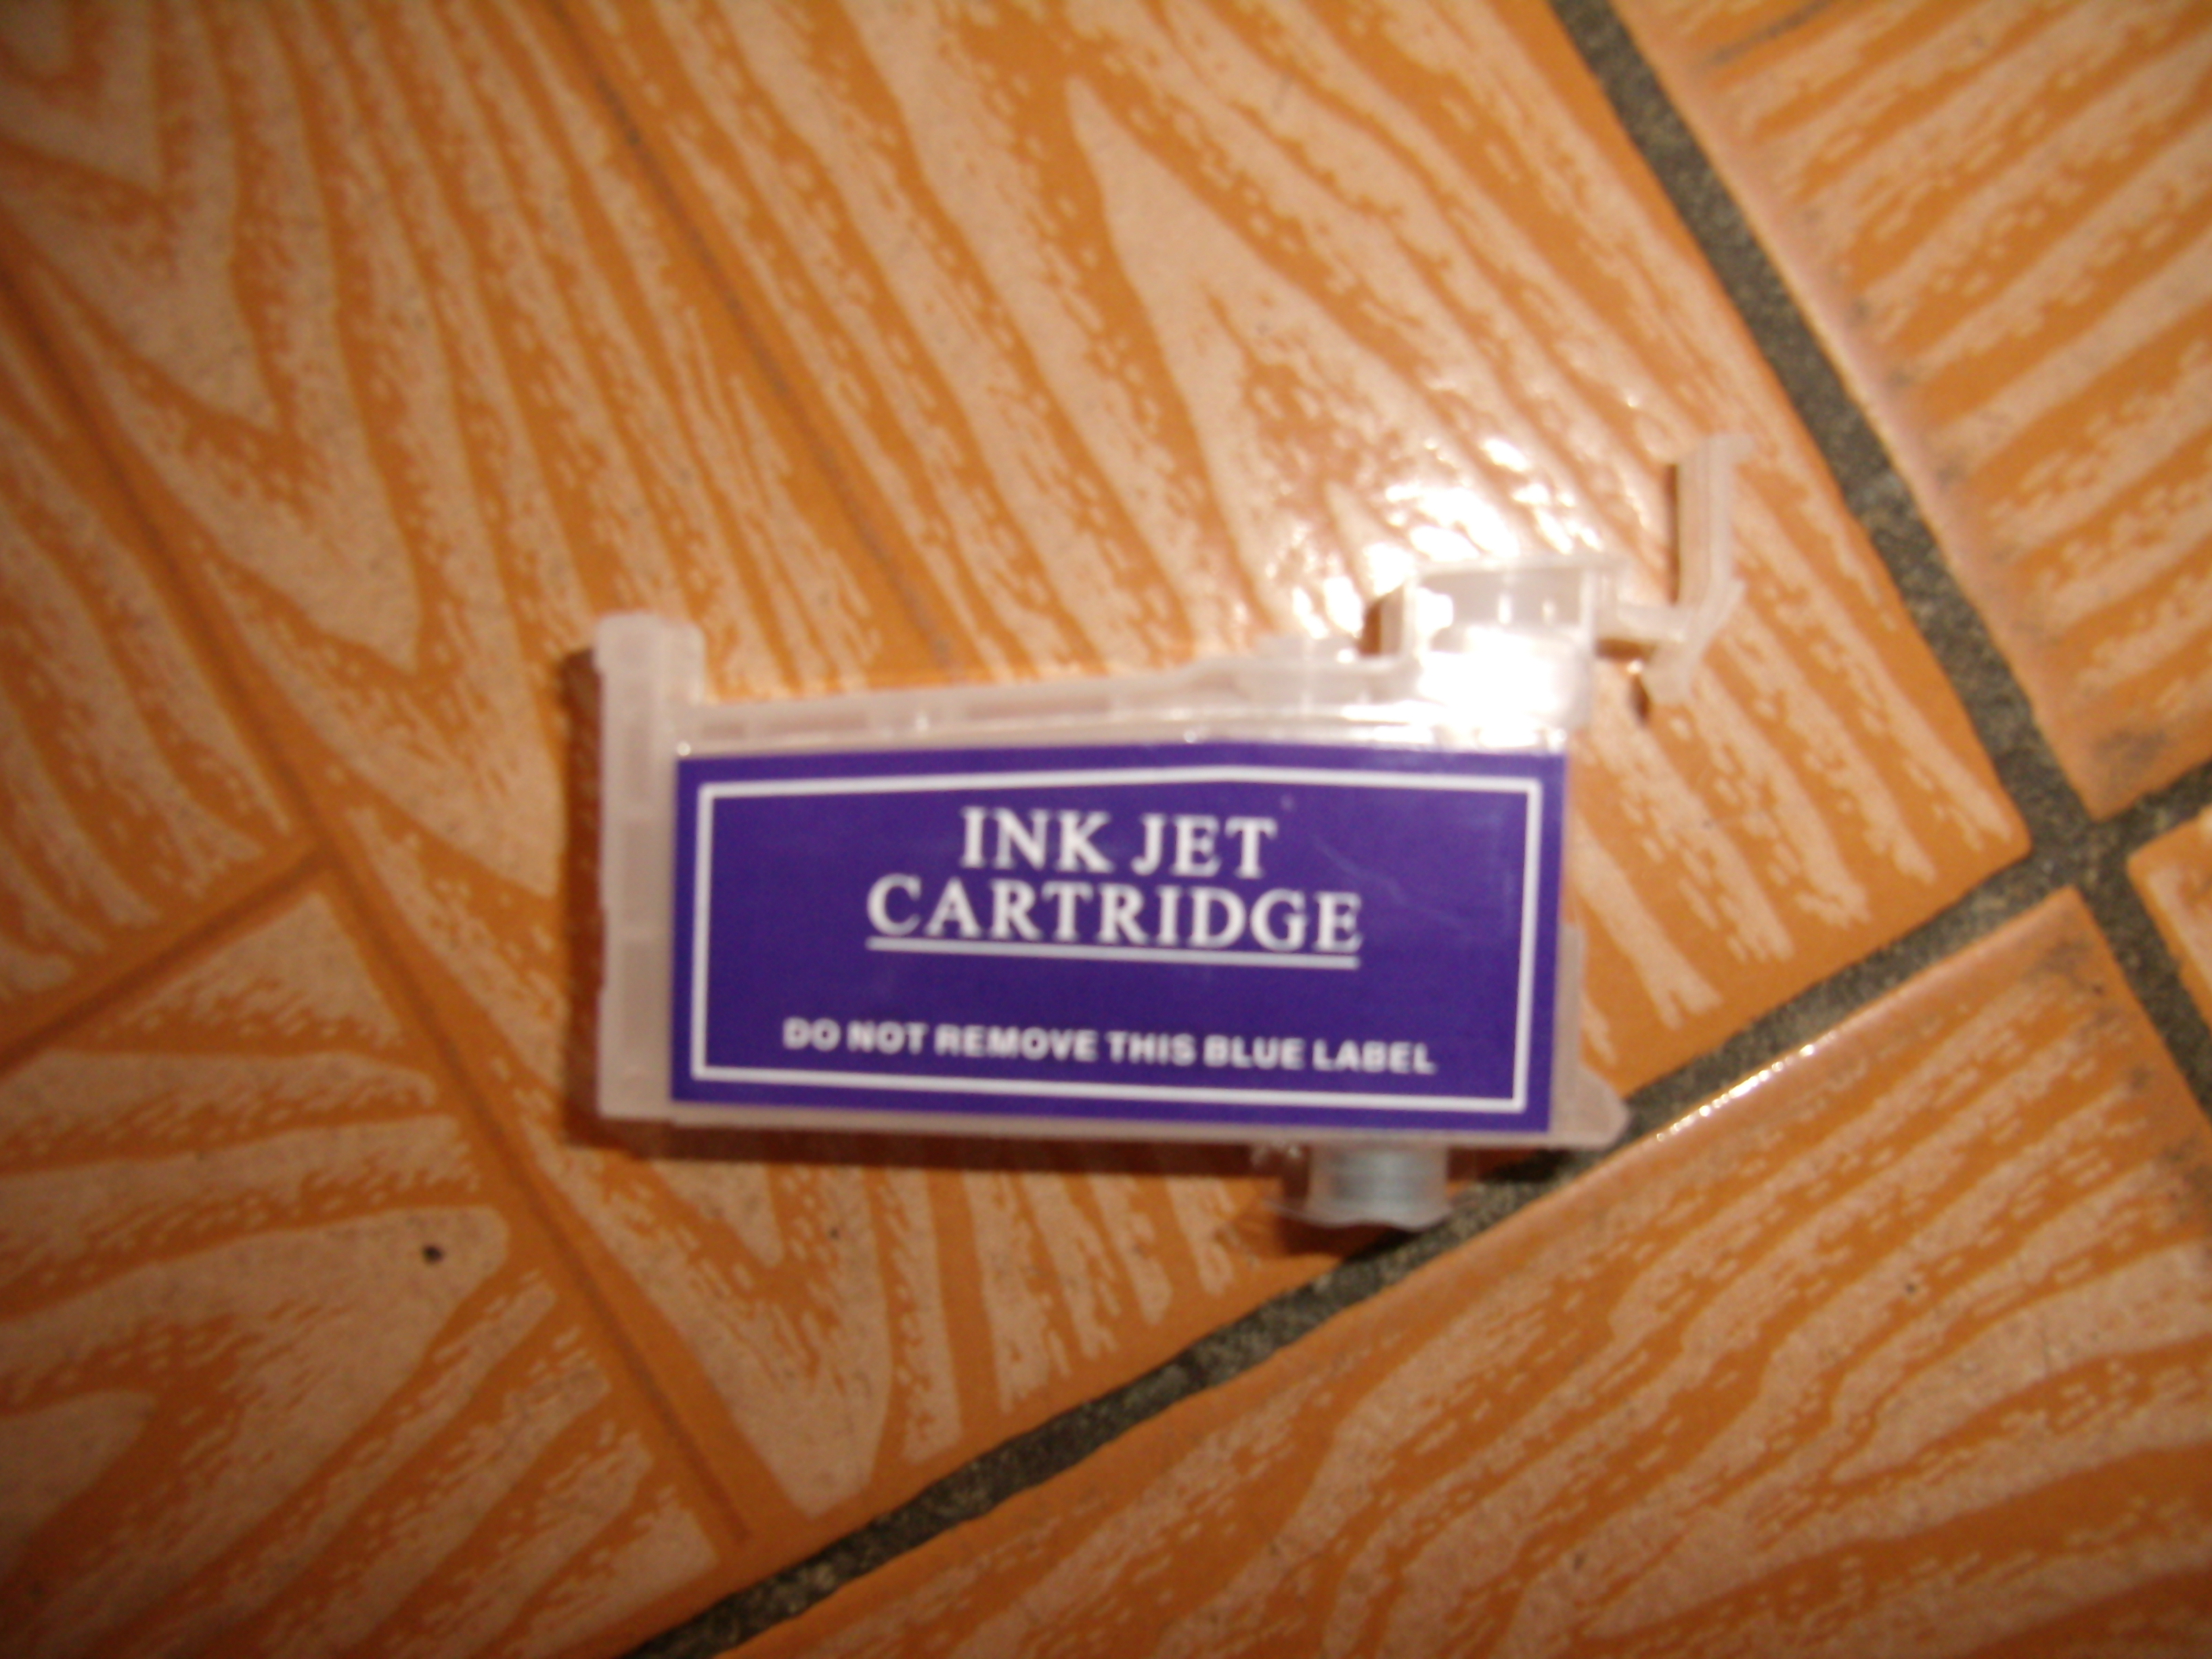 INK JET
CARTRIDGE
DO NOT REMOVE THIS BLUE LABEL